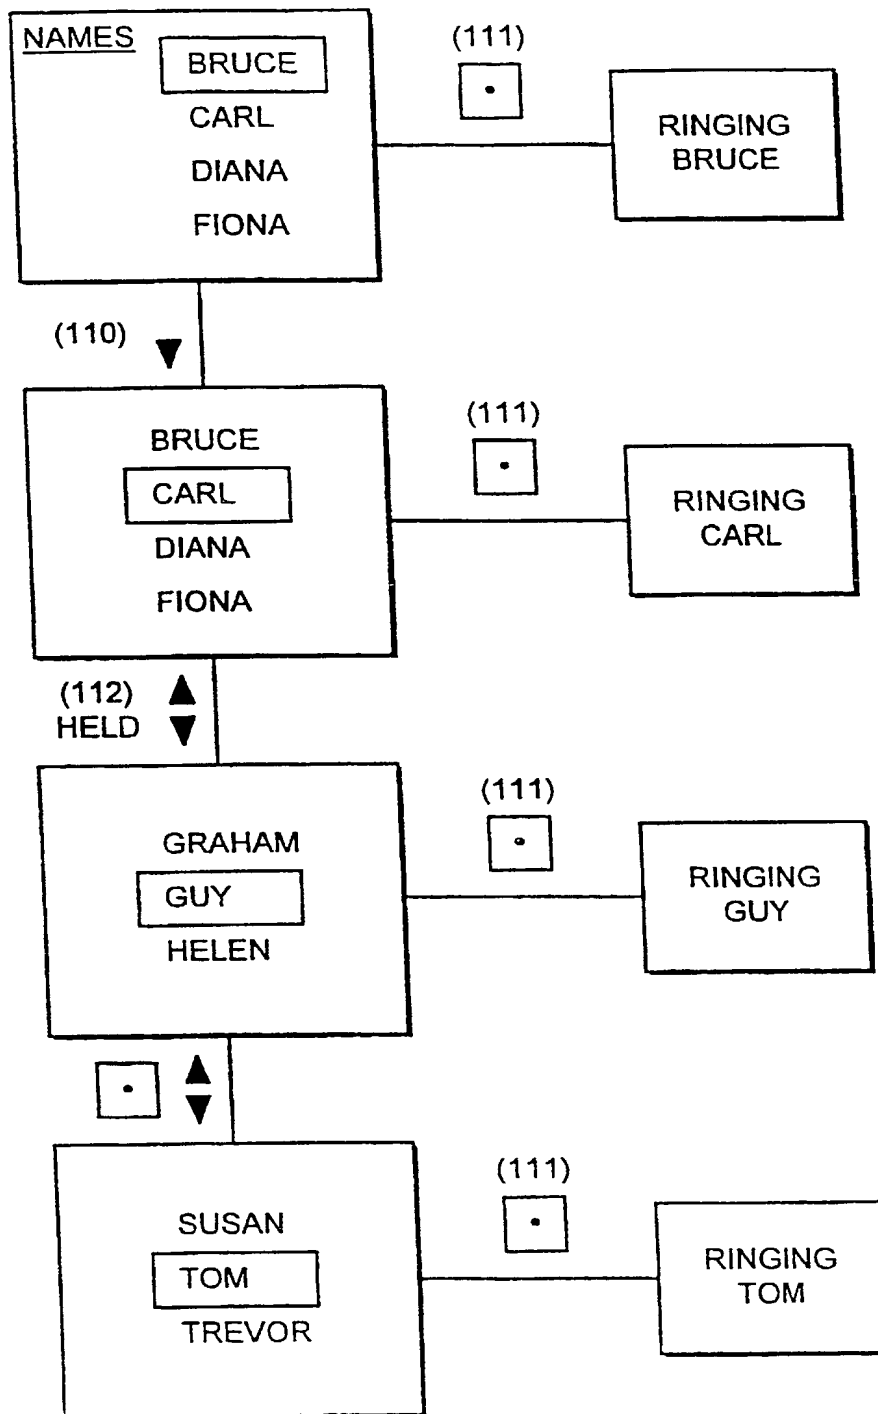 NAMES
BRUCE
CARL
DIANA
FIONA
(111)
RINGING
BRUCE
(110)
BRUCE
CARL
DIANA
FIONA
(111)
RINGING
CARL
(112)
HELD
GRAHAM
GUY
HELEN
(111)
RINGING
GUY
SUSAN
TOM
TREVOR
(111)
RINGING
TOM